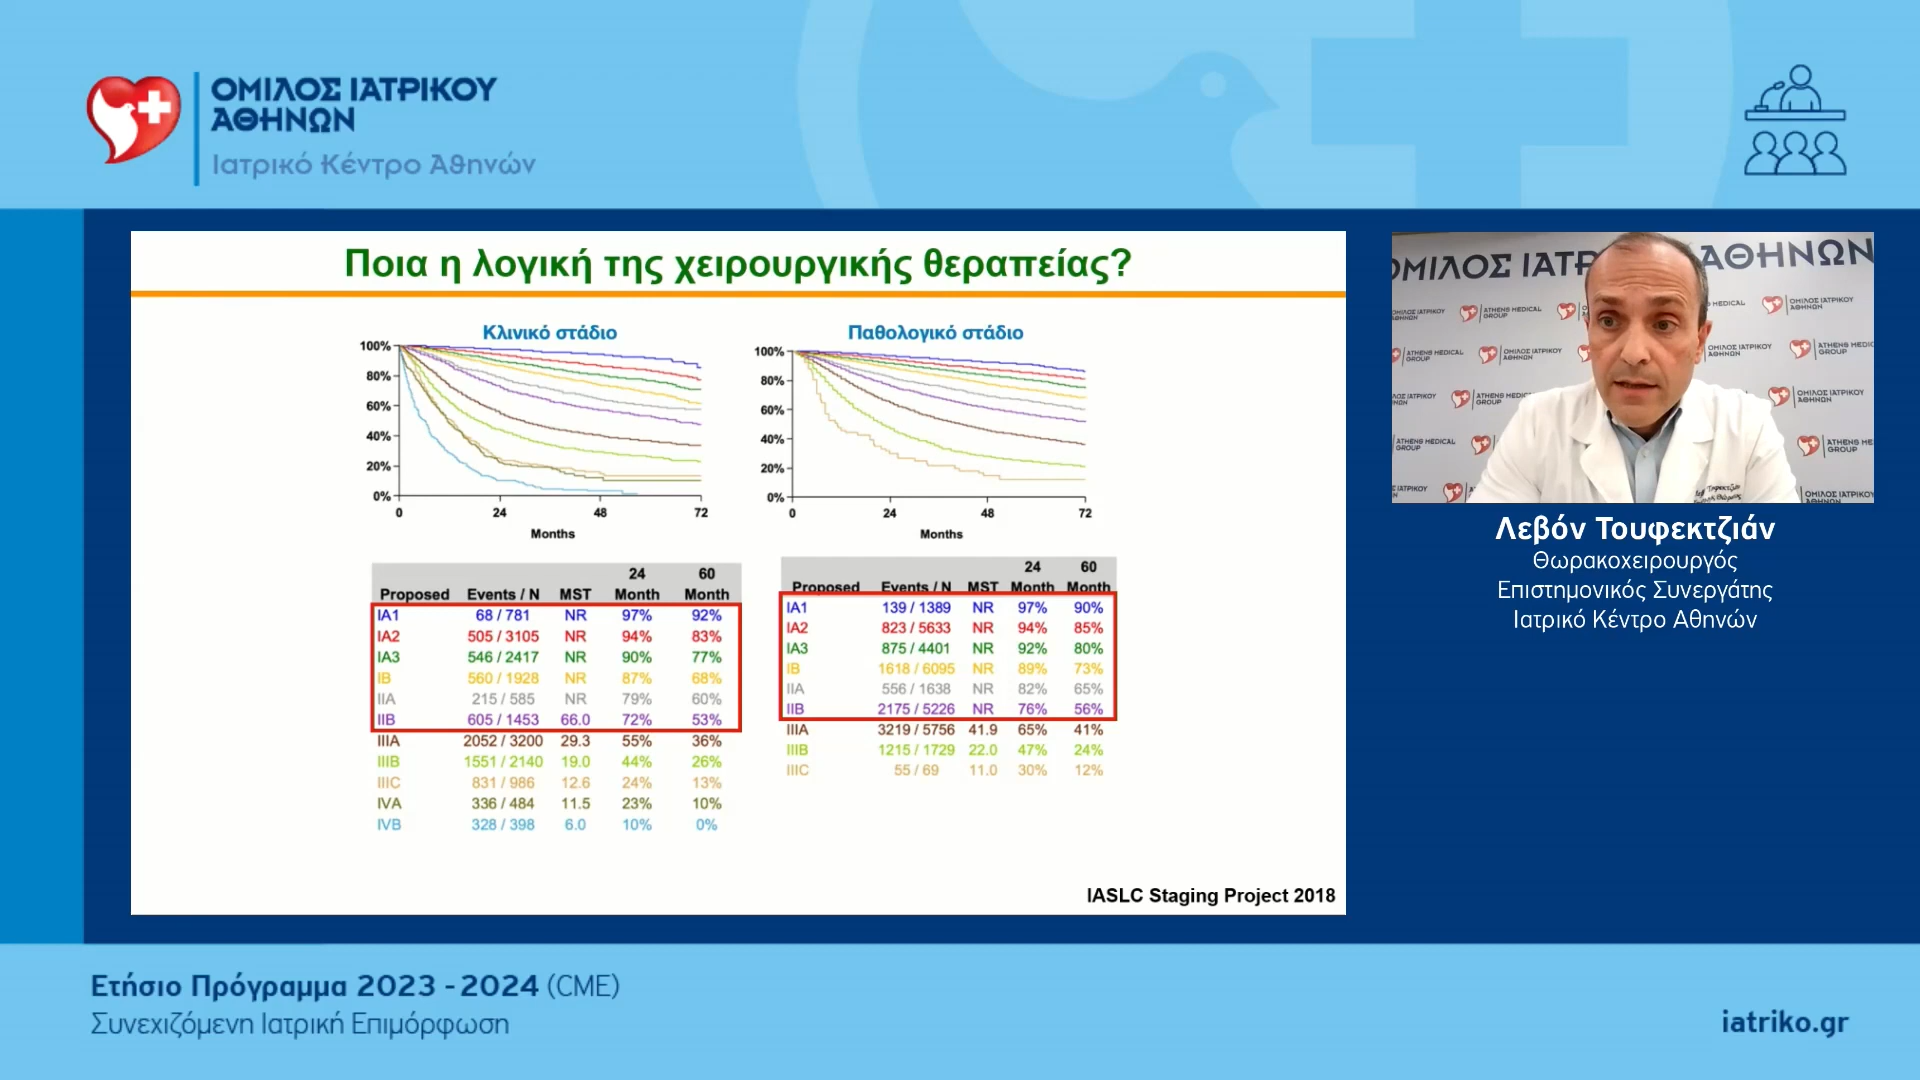 ΟΜΙΛΟΣ ΙΑΤΡΙΚΟΥ
ΑΘΗΝΩΝ
Ιατρικό Κέντρο Αθηνών
Ποια η λογική της χειρουργικής θεραπείας?
Κλινικό στάδιο
100%
80%
60%
40%
20%
0%
0 24 48 72
Months
Παθολογικό στάδιο
100%
80%
60%
40%
20%
0%
0 24 48 72
Months
24 60
Proposed Events / N MST Month Month
IA1 68 / 781 NR 97% 92%
IA2 505 / 3105 NR 94% 83%
IA3 546 / 2417 NR 90% 77%
IB 560 / 1928 NR 87% 68%
IIA 215 / 585 NR 79% 60%
IIB 605 / 1453 66.0 72% 53%
IIIA 2052 / 3200 29.3 55% 36%
IIIB 1551 / 2140 19.0 44% 26%
IIIC 831 / 986 12.6 24% 13%
IVA 336 / 484 11.5 23% 10%
IVB 328 / 398 6.0 10% 0%
24 60
Proposed Events / N MST Month Month
IA1 139 / 1389 NR 97% 90%
IA2 823 / 5633 NR 94% 85%
IA3 875 / 4401 NR 92% 80%
IB 1618 / 6095 NR 89% 73%
IIA 556 / 1638 NR 82% 65%
IIB 2175 / 5226 NR 76% 56%
IIIA 3219 / 5756 41.9 65% 41%
IIIB 1215 / 1729 22.0 47% 24%
IIIC 55 / 69 11.0 30% 12%
IASLC Staging Project 2018
ΑΘΗΝΩΝ
ATHENS MEDICAL
GROUP
ΟΜΙΛΟΣ ΙΑΤΡΙΚΟΥ
ΑΘΗΝΩΝ
Λεβόν Τουφεκτζιάν
Θωρακοχειρουργός
Επιστημονικός Συνεργάτης
Ιατρικό Κέντρο Αθηνών
Ετήσιο Πρόγραμμα 2023 - 2024 (CME)
Συνεχιζόμενη Ιατρική Επιμόρφωση
iatriko.gr